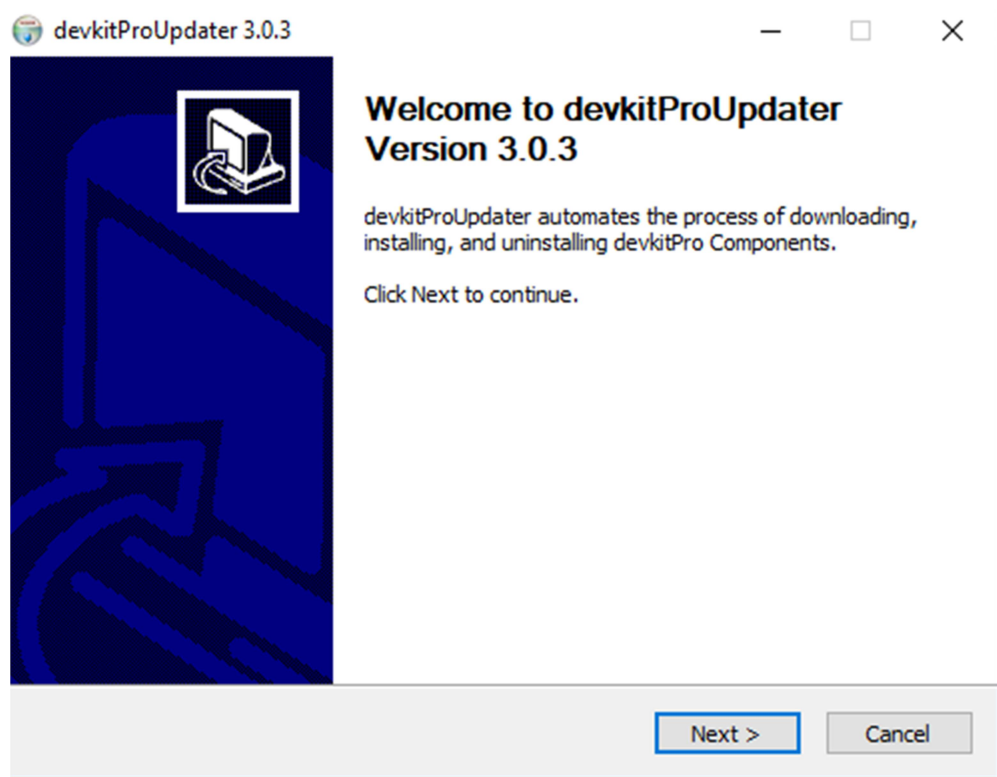 devkitProUpdater 3.0.3
Welcome to devkitProUpdater
Version 3.0.3
devkitProUpdater automates the process of downloading,
installing, and uninstalling devkitPro Components.
Click Next to continue.
Next >
Cancel